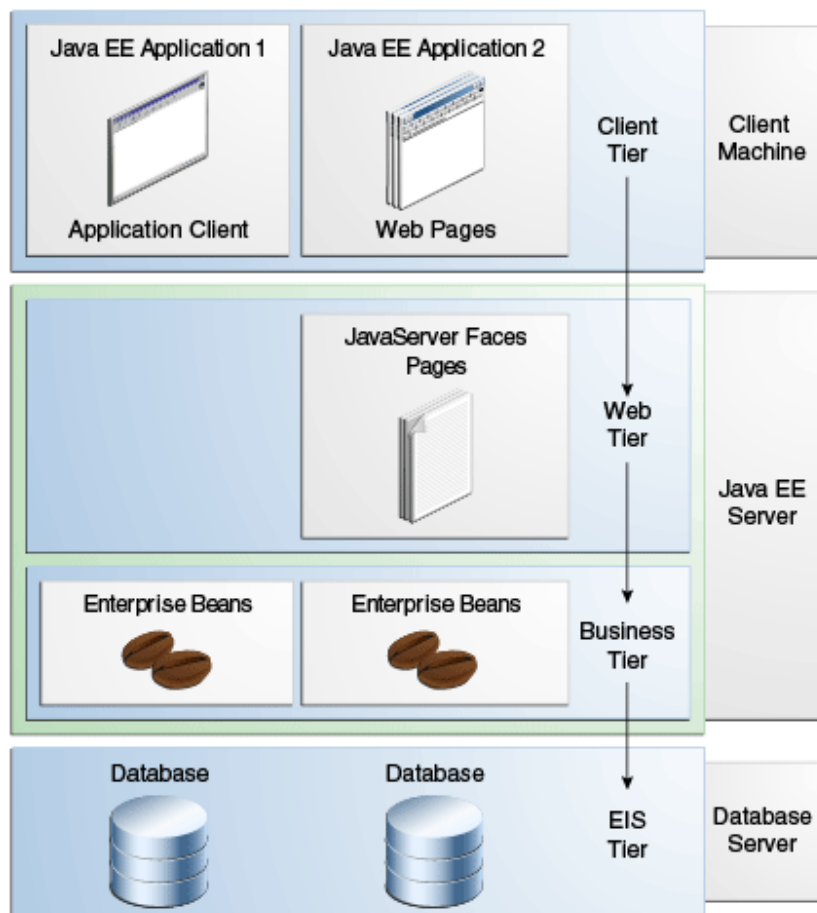 Java EE Application 1
Java EE Application 2
Application Client
Web Pages
Client
Tier
Client
Machine
JavaServer Faces
Pages
Web
Tier
Java EE
Server
Enterprise Beans
Enterprise Beans
Business
Tier
Database
Database
EIS
Tier
Database
Server